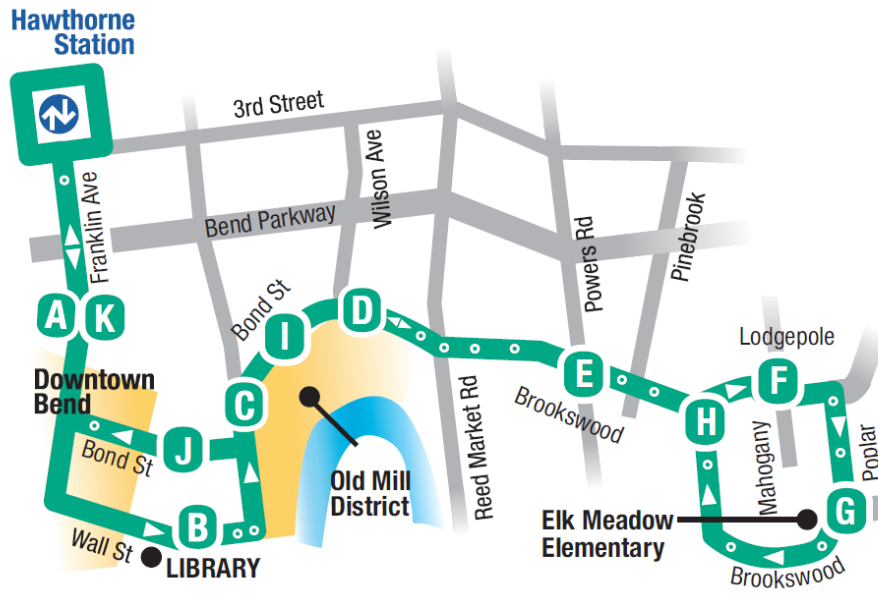 Hawthorne
Station
3rd Street
Franklin Ave
Bend Parkway
Wilson Ave
Powers Rd
Pinebrook
A
K
Bond St
I
D
Lodgepole
Downtown
Bend
C
E
F
Brookswood
H
Bond St
J
Old Mill
District
Reed Market Rd
Mahogany
Poplar
B
Wall St
LIBRARY
Elk Meadow
Elementary
G
Brookswood